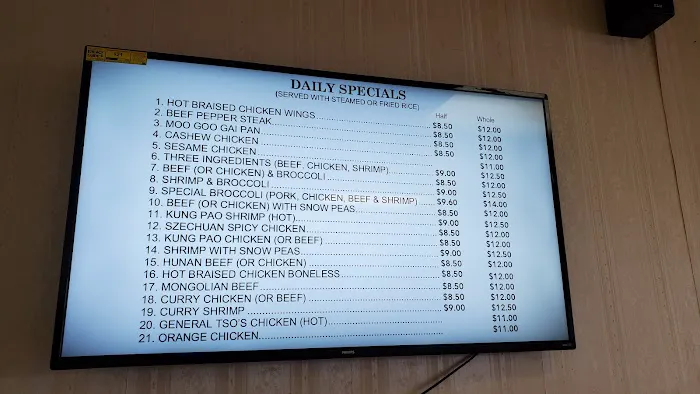 DAILY SPECIALS
(SERVED WITH STEAMED OR FRIED RICE)
Half Whole
1. HOT BRAISED CHICKEN WINGS $8.50 $12.00
2. BEEF PEPPER STEAK $8.50 $12.00
3. MOO GOO GAI PAN $8.50 $12.00
4. CASHEW CHICKEN $8.50 $12.00
5. SESAME CHICKEN $11.00
6. THREE INGREDIENTS (BEEF, CHICKEN, SHRIMP) $9.00 $12.50
7. BEEF (OR CHICKEN) & BROCCOLI $8.50 $12.00
8. SHRIMP & BROCCOLI $9.00 $12.50
9. SPECIAL BROCCOLI (PORK, CHICKEN, BEEF & SHRIMP) $9.60 $14.00
10. BEEF (OR CHICKEN) WITH SNOW PEAS $8.50 $12.00
11. KUNG PAO SHRIMP (HOT) $9.00 $12.50
12. SZECHUAN SPICY CHICKEN $8.50 $12.00
13. KUNG PAO CHICKEN (OR BEEF) $8.50 $12.00
14. SHRIMP WITH SNOW PEAS $9.00 $12.50
15. HUNAN BEEF (OR CHICKEN) $8.50 $12.00
16. HOT BRAISED CHICKEN BONELESS $8.50 $12.00
17. MONGOLIAN BEEF $8.50 $12.00
18. CURRY CHICKEN (OR BEEF) $8.50 $12.00
19. CURRY SHRIMP $9.00 $12.50
20. GENERAL TSO'S CHICKEN (HOT) $11.00
21. ORANGE CHICKEN $11.00